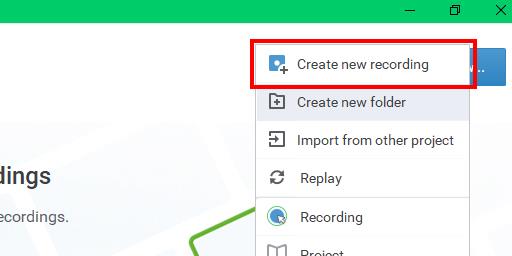 Create new recording
...
Create new folder
Import from other project
dings
Replay
ecordings.
Recording
Project